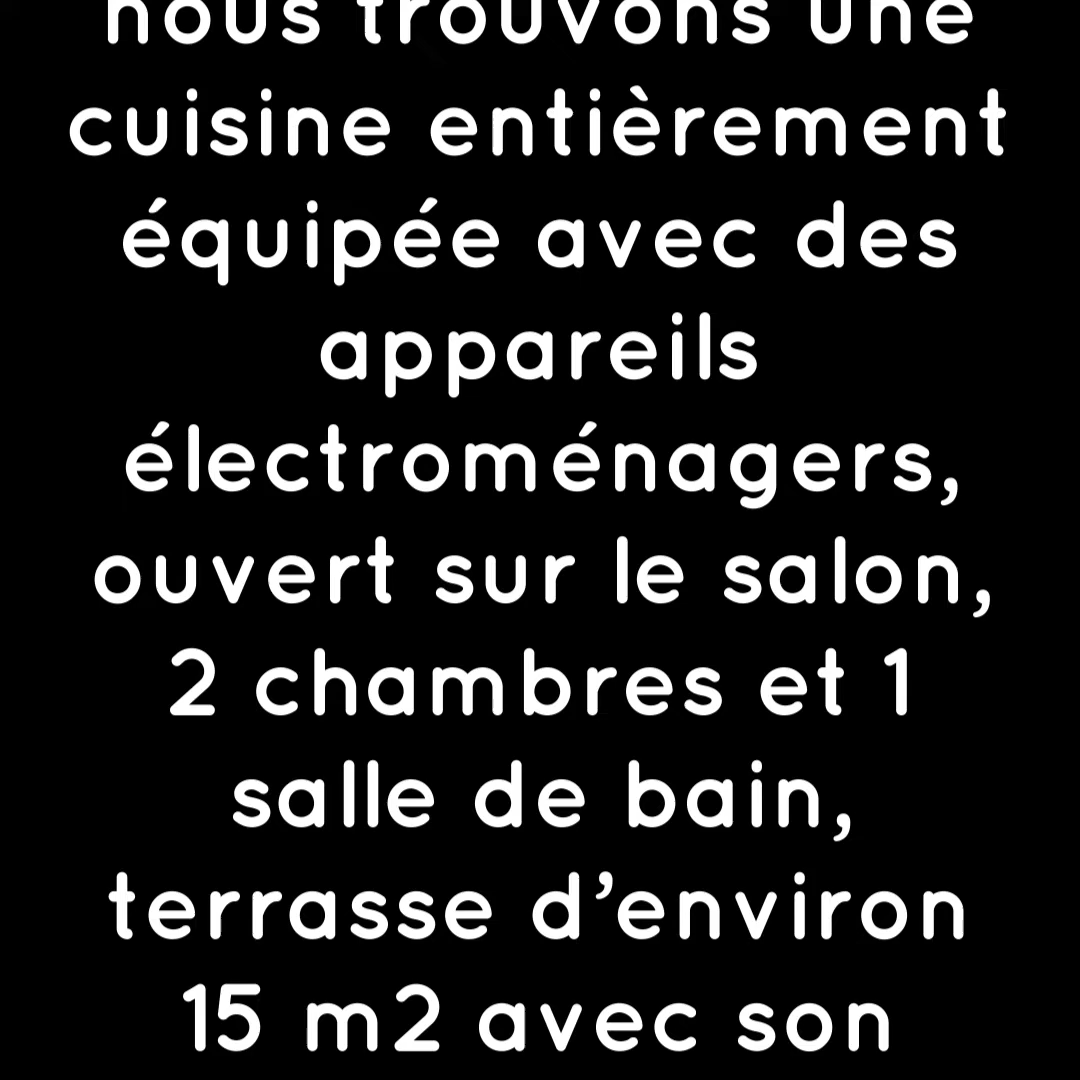 nous trouvons une
cuisine entièrement
équipée avec des
appareils
électroménagers,
ouvert sur le salon,
2 chambres et 1
salle de bain,
terrasse d’environ
15 m2 avec son